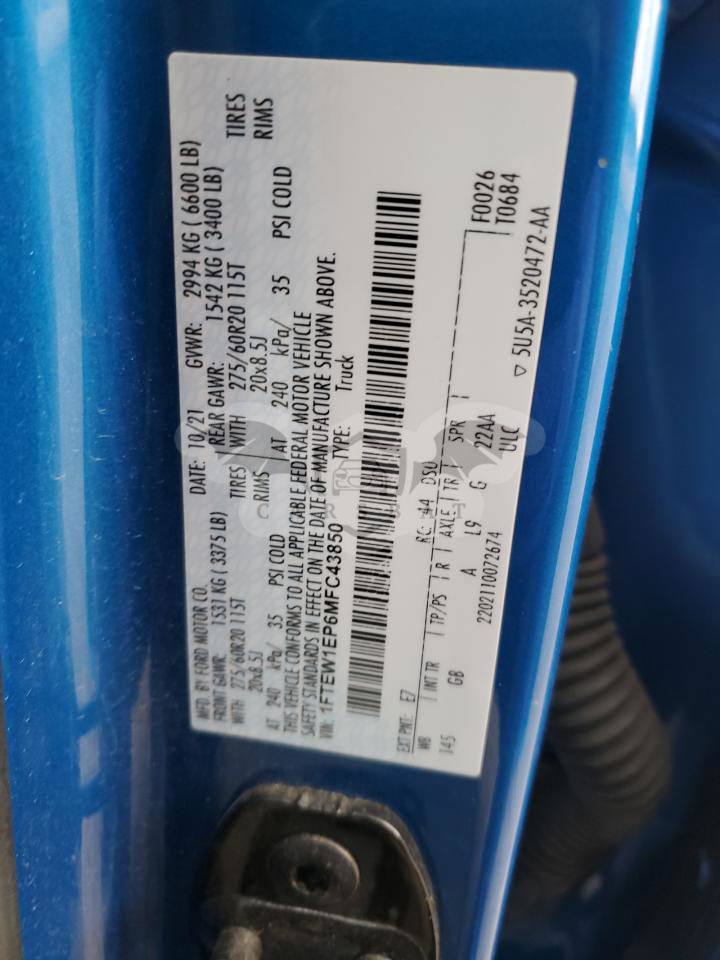 MFD. BY FORD MOTOR CO.
DATE: 10/21 GVWR: 2994 KG ( 6600 LB)
FRONT GAWR: 1531 KG ( 3375 LB) REAR GAWR: 1542 KG ( 3400 LB)
WITH 275/60R20 115T TIRES WITH 275/60R20 115T TIRES
20x8.5J RIMS 20x8.5J RIMS
AT 240 kPa/ 35 PSI COLD AT 240 kPa/ 35 PSI COLD
THIS VEHICLE CONFORMS TO ALL APPLICABLE FEDERAL MOTOR VEHICLE
SAFETY STANDARDS IN EFFECT ON THE DATE OF MANUFACTURE SHOWN ABOVE.
VIN: 1FTEW1EP6MFC43850 TYPE: Truck
EXT PNT: E7 RC: 44 DSO: F0026
WB INT TR TP/PS R AXLE TR SPR T0684
145 GB A L9 G 22AA
2202110072674 ULC ▽ 5U5A-3520472-AA